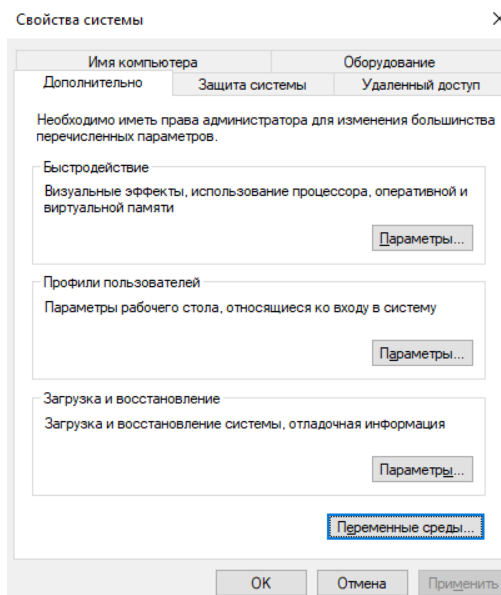 Свойства системы
Имя компьютера
Оборудование
Дополнительно
Защита системы
Удаленный доступ
Необходимо иметь права администратора для изменения большинства
перечисленных параметров.
Быстродействие
Визуальные эффекты, использование процессора, оперативной и
виртуальной памяти
Параметры...
Профили пользователей
Параметры рабочего стола, относящиеся ко входу в систему
Параметры...
Загрузка и восстановление
Загрузка и восстановление системы, отладочная информация
Параметры...
Переменные среды...
ОК
Отмена
Применить